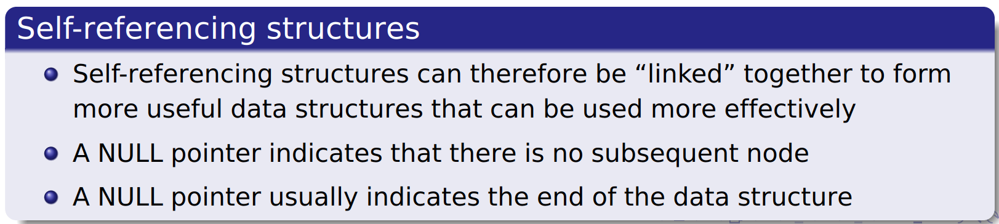 Self-referencing structures
Self-referencing structures can therefore be “linked” together to form
more useful data structures that can be used more effectively
A NULL pointer indicates that there is no subsequent node
A NULL pointer usually indicates the end of the data structure